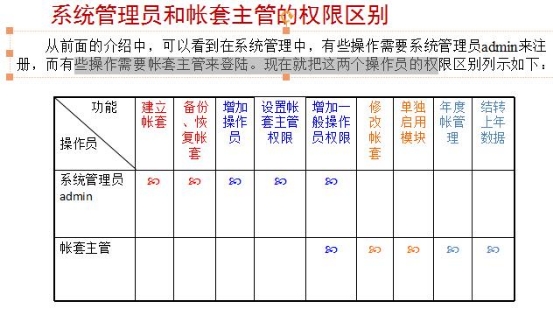 系统管理员和帐套主管的权限区别
从前面的介绍中，可以看到在系统管理中，有些操作需要系统管理员admin来注
册，而有些操作需要帐套主管来登陆。现在就把这两个操作员的权限区别列示如下：
功能
操作员
建立
帐套
备份
、恢
复帐
套
增加
操作
员
设置帐
套主管
权限
增加一
般操作
员权限
修
改
帐
套
单独
启用
模块
年度
帐管
理
结转
上年
数据
系统管理员
admin
帐套主管